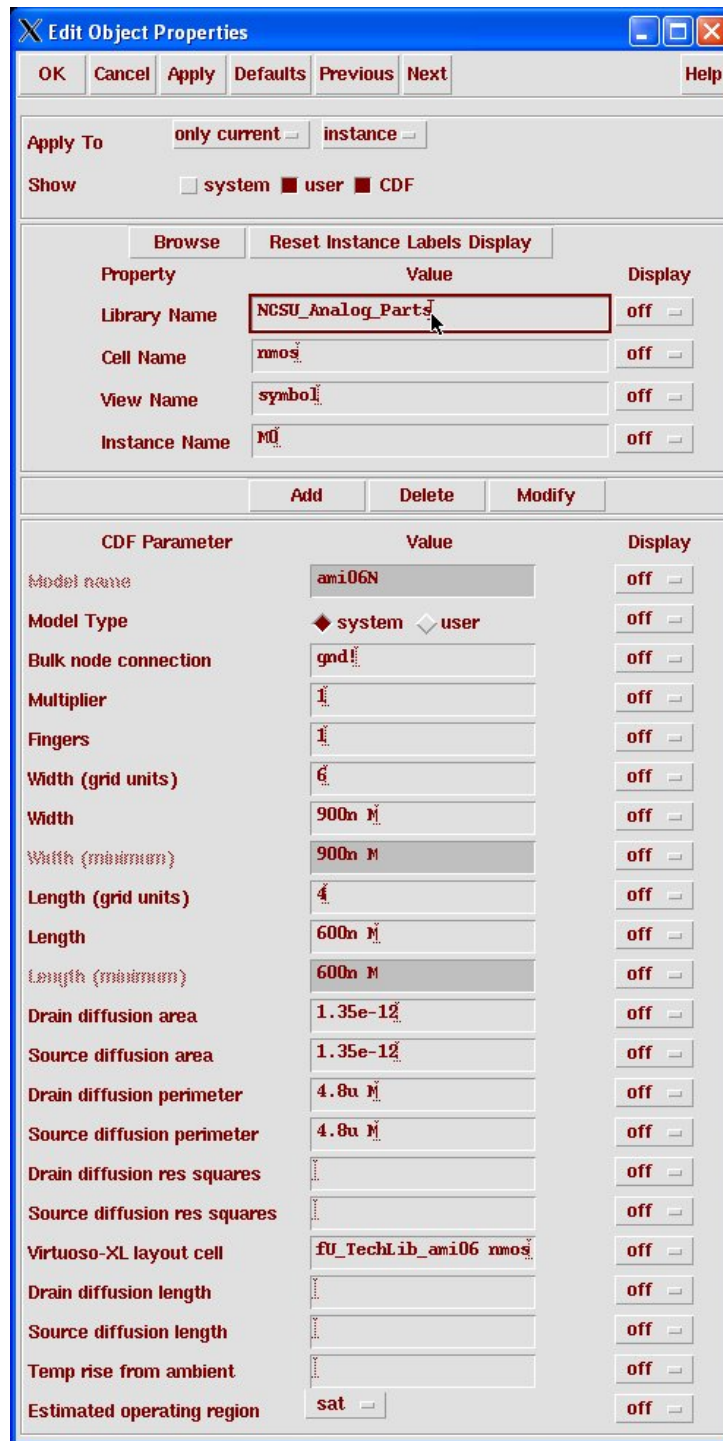 X Edit Object Properties
OK Cancel Apply Defaults Previous Next Help
Apply To only current instance
Show system user CDF
Browse Reset Instance Labels Display
Property Value Display
Library Name NCSU_Analog_Parts off
Cell Name nmos off
View Name symbol off
Instance Name M0 off
Add Delete Modify
CDF Parameter Value Display
Model name ami06N off
Model Type system user off
Bulk node connection gnd! off
Multiplier 1 off
Fingers 1 off
Width (grid units) 6 off
Width 900n M off
Width (minimum) 900n M off
Length (grid units) 4 off
Length 600n M off
Length (minimum) 600n M off
Drain diffusion area 1.35e-12 off
Source diffusion area 1.35e-12 off
Drain diffusion perimeter 4.8u M off
Source diffusion perimeter 4.8u M off
Drain diffusion res squares off
Source diffusion res squares off
Virtuoso-XL layout cell fU_TechLib_ami06 nmos off
Drain diffusion length off
Source diffusion length off
Temp rise from ambient off
Estimated operating region sat off